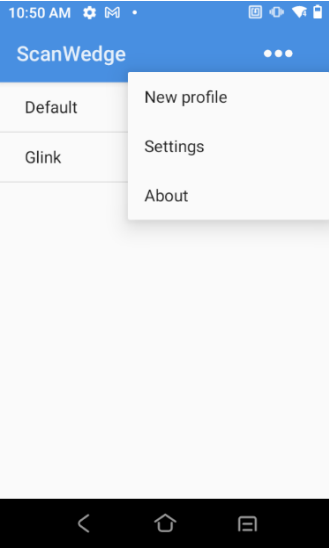 10:50 AM
ScanWedge
Default
Glink
New profile
Settings
About